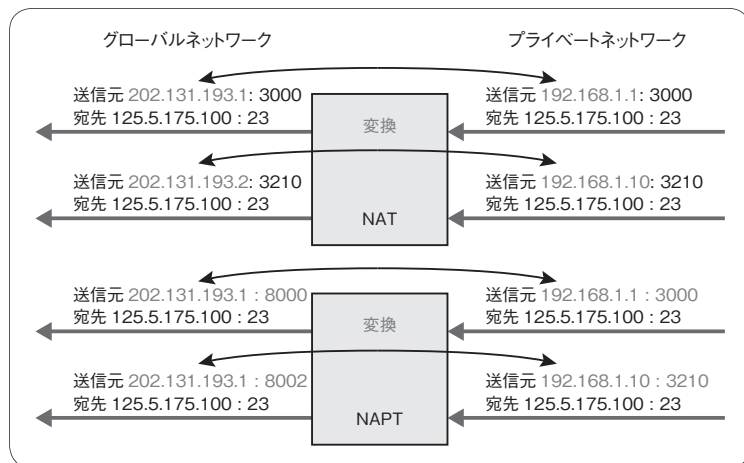 グローバルネットワーク
プライベートネットワーク
送信元 202.131.193.1: 3000
宛先 125.5.175.100 : 23
変換
送信元 192.168.1.1: 3000
宛先 125.5.175.100 : 23
送信元 202.131.193.2: 3210
宛先 125.5.175.100 : 23
NAT
送信元 192.168.1.10: 3210
宛先 125.5.175.100 : 23
送信元 202.131.193.1 : 8000
宛先 125.5.175.100 : 23
変換
送信元 192.168.1.1 : 3000
宛先 125.5.175.100 : 23
送信元 202.131.193.1 : 8002
宛先 125.5.175.100 : 23
NAPT
送信元 192.168.1.10 : 3210
宛先 125.5.175.100 : 23